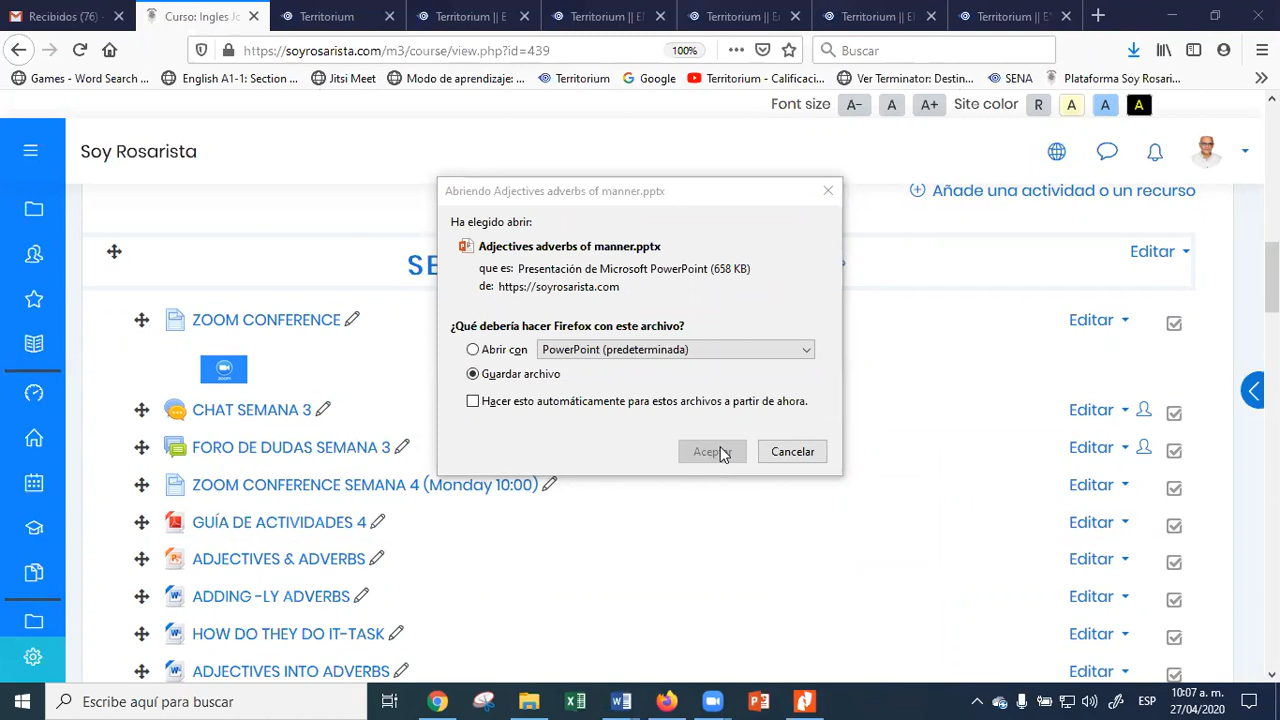 Recibidos (76)
Curso: Ingles Jo
Territorium
Territorium || E
Territorium || EN
Territorium || En
Territorium || EN
Territorium || EN
https://soyrosarista.com/m3/course/view.php?id=439
100%
Buscar
Games - Word Search ...
English A1-1: Section ...
Jitsi Meet
Modo de aprendizaje: ...
Territorium
Google
Territorium - Calificaci...
Ver Terminator: Destin...
SENA
Plataforma Soy Rosari...
Font size
A-
A
A+
Site color
R
A
A
A
Soy Rosarista
Añade una actividad o un recurso
Abriendo Adjectives adverbs of manner.pptx
Ha elegido abrir:
Adjectives adverbs of manner.pptx
que es: Presentación de Microsoft PowerPoint (658 KB)
de: https://soyrosarista.com
¿Qué debería hacer Firefox con este archivo?
Abrir con
PowerPoint (predeterminada)
Guardar archivo
Hacer esto automáticamente para estos archivos a partir de ahora.
Cancelar
Editar
ZOOM CONFERENCE
Editar
zoom
CHAT SEMANA 3
Editar
FORO DE DUDAS SEMANA 3
Editar
ZOOM CONFERENCE SEMANA 4 (Monday 10:00)
Editar
GUÍA DE ACTIVIDADES 4
Editar
ADJECTIVES & ADVERBS
Editar
ADDING -LY ADVERBS
Editar
HOW DO THEY DO IT-TASK
Editar
ADJECTIVES INTO ADVERBS
Editar
Escribe aquí para buscar
ESP
10:07 a. m.
27/04/2020